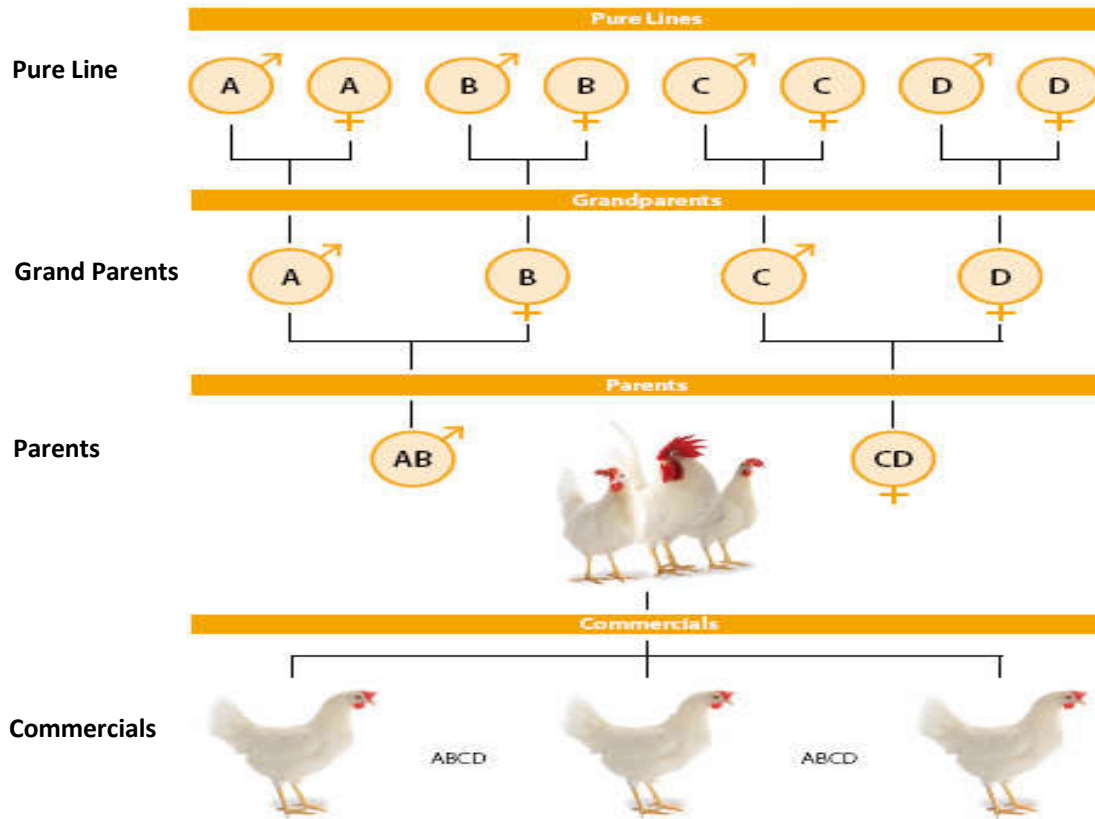 Pure Lines
Pure Line
A A B B C C D D
Grandparents
Grand Parents
A B C D
Parents
Parents
AB CD
Commercials
Commercials
ABCD ABCD